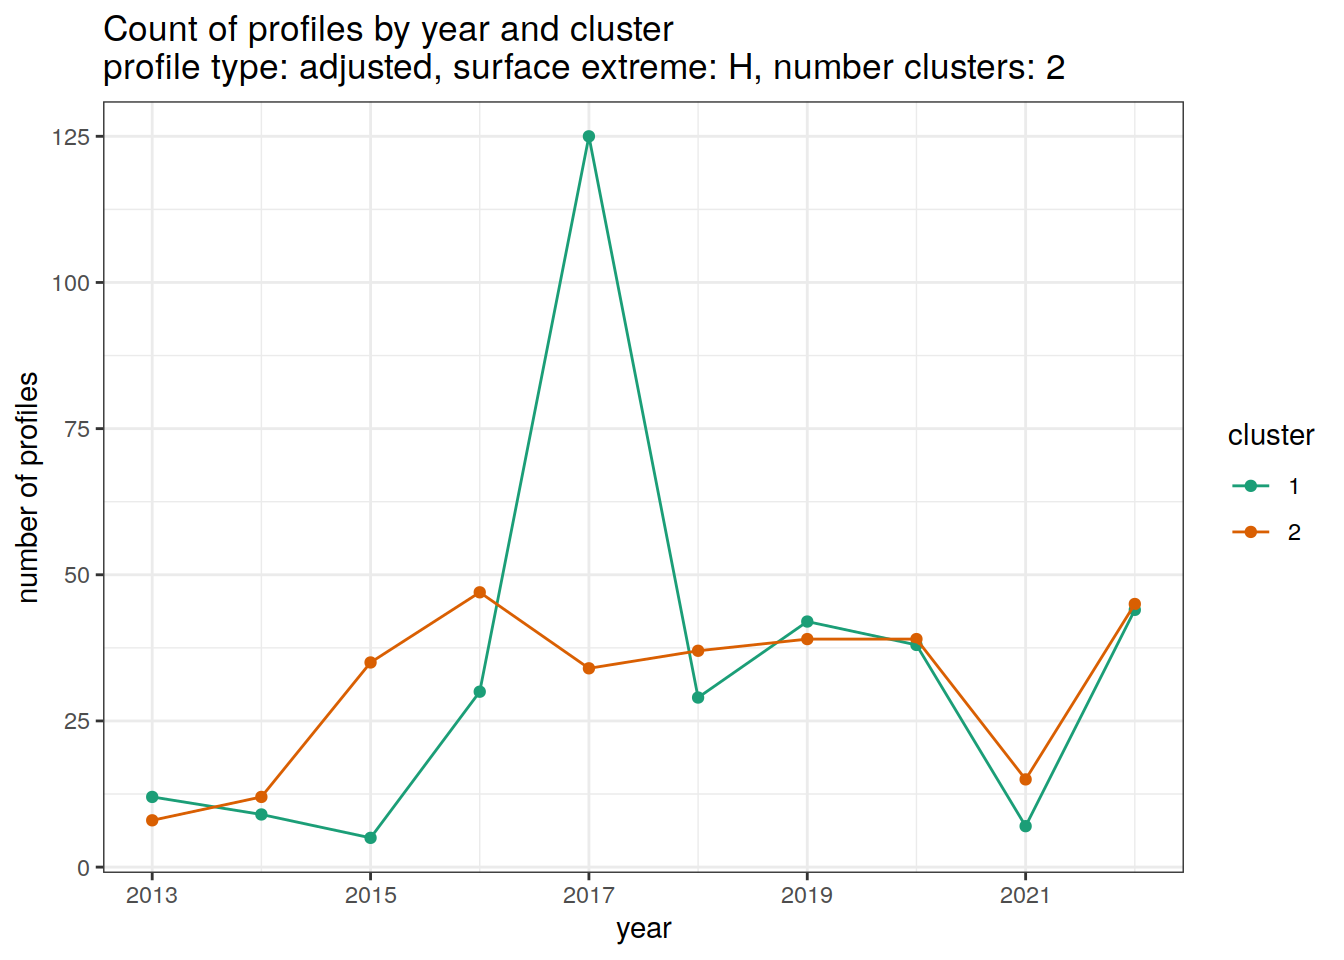 Count of profiles by year and cluster
profile type: adjusted, surface extreme: H, number clusters: 2
125
100
75
50
25
0
number of profiles
2013 2015 2017 2019 2021
year
cluster
1
2